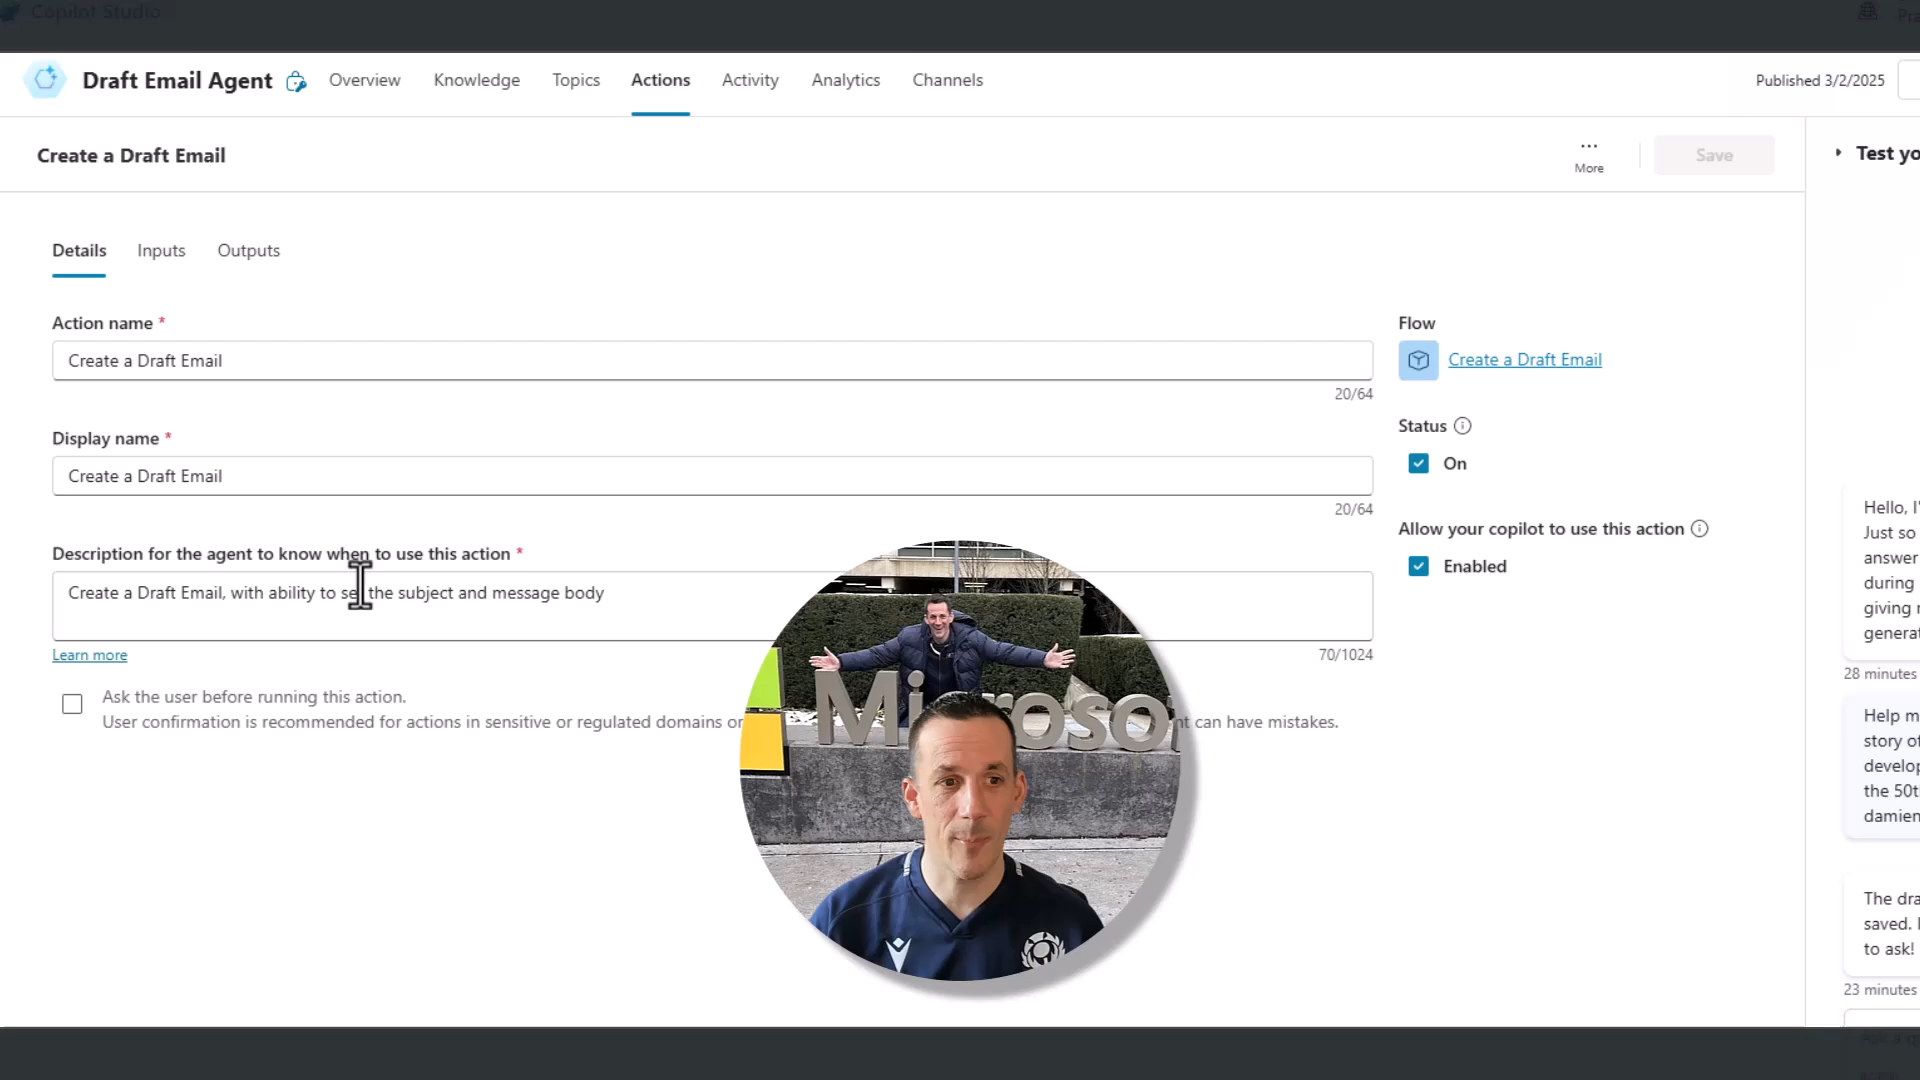 Copilot Studio
Draft Email Agent
Overview
Knowledge
Topics
Actions
Activity
Analytics
Channels
Published 3/2/2025
Create a Draft Email
...
More
Save
Test yo
Details
Inputs
Outputs
Action name *
Create a Draft Email
20/64
Display name *
Create a Draft Email
20/64
Description for the agent to know when to use this action *
Create a Draft Email, with ability to set the subject and message body
Learn more
70/1024
Ask the user before running this action.
User confirmation is recommended for actions in sensitive or regulated domains or
nt can have mistakes.
Flow
Create a Draft Email
Status
On
Allow your copilot to use this action
Enabled
Microso
Hello, I'
Just so
answer
during
giving
generat
28 minutes
Help m
story of
develop
the 50t
damien
The dra
saved. I
to ask!
23 minutes